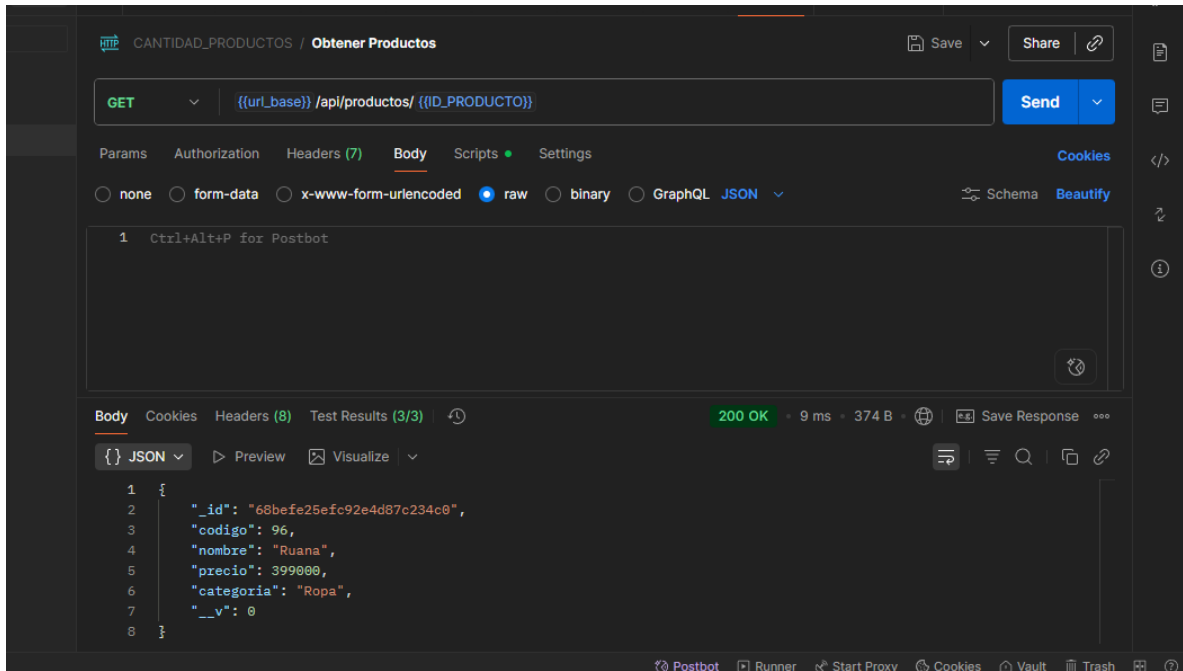 HTTP CANTIDAD_PRODUCTOS / Obtener Productos Save Share
GET {{url_base}} /api/productos/ {{ID_PRODUCTO}} Send
Params Authorization Headers (7) Body Scripts Settings Cookies
none form-data x-www-form-urlencoded raw binary GraphQL JSON Schema Beautify
1 Ctrl+Alt+P for Postbot
Body Cookies Headers (8) Test Results (3/3) 200 OK 9 ms 374 B e.g. Save Response
{} JSON Preview Visualize
1 {
2 "_id": "68befe25efc92e4d87c234c0",
3 "codigo": 96,
4 "nombre": "Ruana",
5 "precio": 399000,
6 "categoria": "Ropa",
7 "__v": 0
8 }
Postbot Runner Start Proxy Cookies Vault Trash